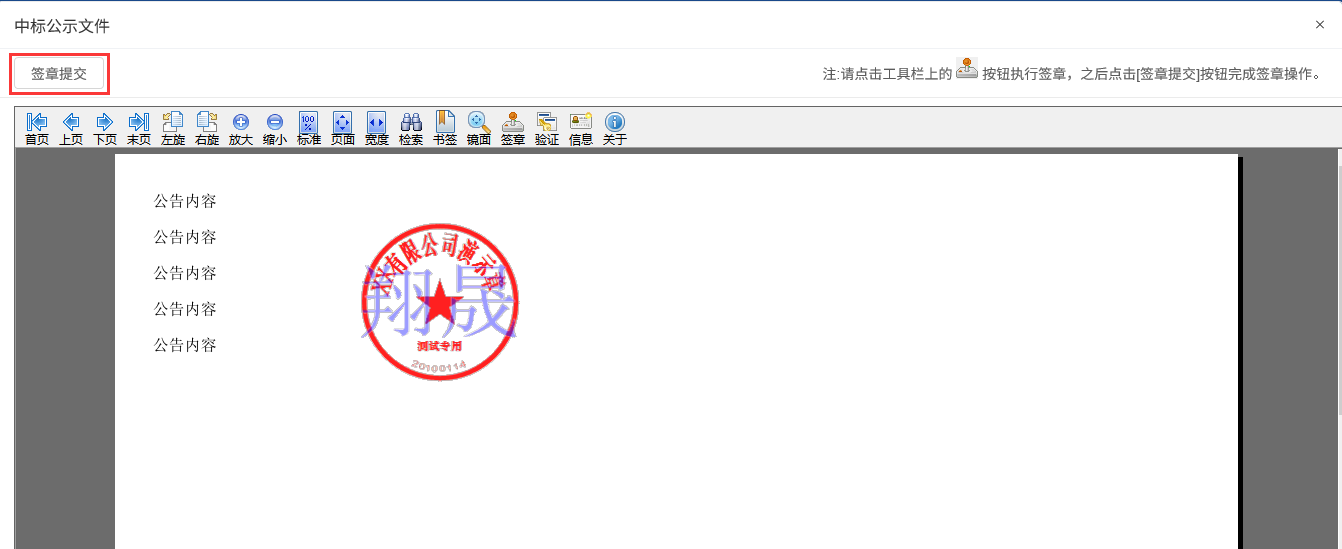 中标公示文件
×
签章提交
注:请点击工具栏上的 按钮执行签章，之后点击[签章提交]按钮完成签章操作。
首页 上页 下页 末页 左旋 右旋 放大 缩小 标准 页面 宽度 检索 书签 镜面 签章 验证 信息 关于
公告内容
公告内容
公告内容
公告内容
公告内容
XX有限公司演示章
翔晟
测试专用
20100114